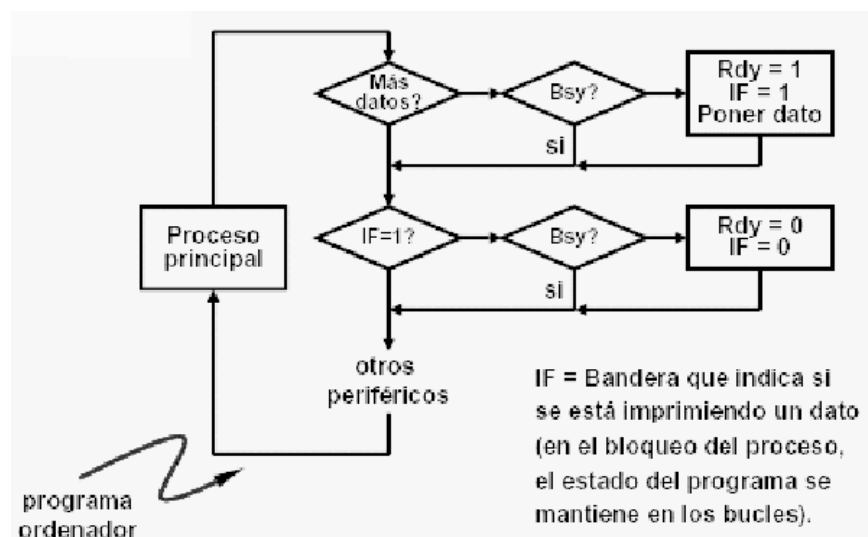 Más
datos?
Bsy?
Rdy = 1
IF = 1
Poner dato
si
Proceso
principal
IF=1?
Bsy?
Rdy = 0
IF = 0
si
otros
periféricos
IF = Bandera que indica si
se está imprimiendo un dato
(en el bloqueo del proceso,
el estado del programa se
mantiene en los bucles).
programa
ordenador